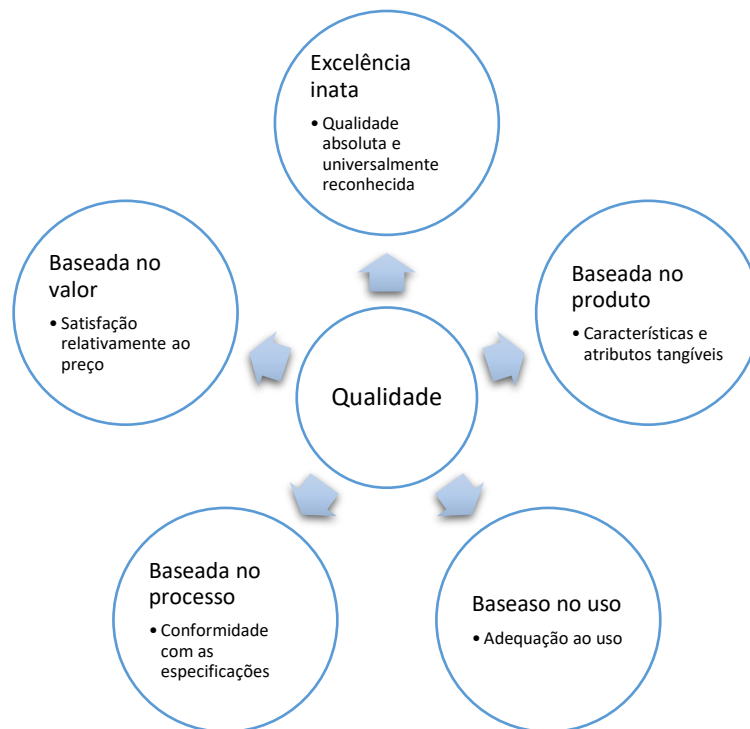 Excelência
inata
• Qualidade
absoluta e
universalmente
reconhecida
Baseada no
produto
• Características e
atributos tangíveis
Baseaso no uso
• Adequação ao uso
Baseada no
processo
• Conformidade
com as
especificações
Baseada no
valor
• Satisfação
relativamente ao
preço
Qualidade